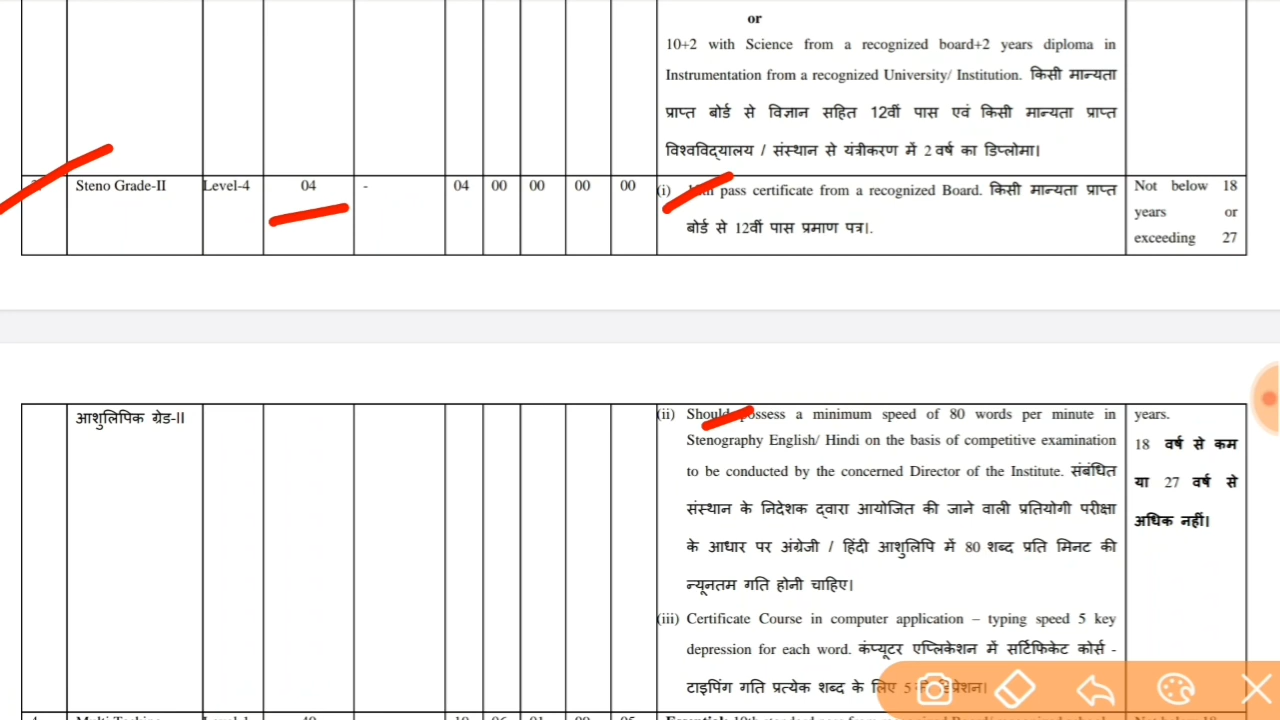 or
10+2 with Science from a recognized board+2 years diploma in
Instrumentation from a recognized University/ Institution. किसी मान्यता
प्राप्त बोर्ड से विज्ञान सहित 12वीं पास एवं किसी मान्यता प्राप्त
विश्वविद्यालय / संस्थान से यंत्रीकरण में 2 वर्ष का डिप्लोमा।
Steno Grade-II Level-4 04 - 04 00 00 00 00 (i) pass certificate from a recognized Board. किसी मान्यता प्राप्त Not below 18
बोर्ड से 12वीं पास प्रमाण पत्र।. years or
exceeding 27
आशुलिपिक ग्रेड-II (ii) Should possess a minimum speed of 80 words per minute in years.
Stenography English/ Hindi on the basis of competitive examination 18 वर्ष से कम
to be conducted by the concerned Director of the Institute. संबंधित
संस्थान के निदेशक द्वारा आयोजित की जाने वाली प्रतियोगी परीक्षा या 27 वर्ष से
के आधार पर अंग्रेजी / हिंदी आशुलिपि में 80 शब्द प्रति मिनट की अधिक नहीं।
न्यूनतम गति होनी चाहिए।
(iii) Certificate Course in computer application – typing speed 5 key
depression for each word. कंप्यूटर एप्लिकेशन में सर्टिफिकेट कोर्स -
टाइपिंग गति प्रत्येक शब्द के लिए 5 डिप्रेशन।